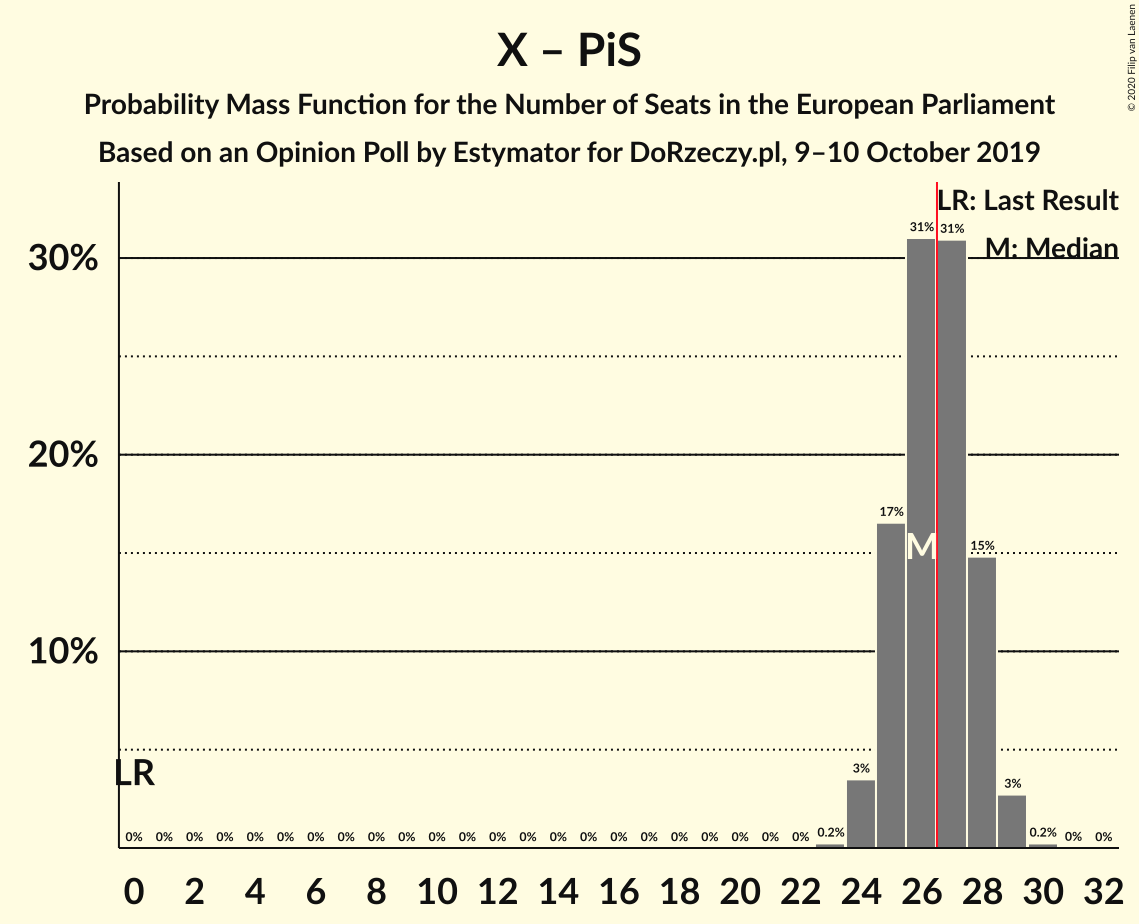 X – PiS
Probability Mass Function for the Number of Seats in the European Parliament
Based on an Opinion Poll by Estymator for DoRzeczy.pl, 9–10 October 2019
© 2020 Filip van Laenen
LR: Last Result
M: Median
30%
20%
10%
31% 31%
17%
M
15%
LR
3%
3%
0% 0% 0% 0% 0% 0% 0% 0% 0% 0% 0% 0% 0% 0% 0% 0% 0% 0% 0% 0% 0% 0% 0% 0.2% 0.2% 0% 0%
0 2 4 6 8 10 12 14 16 18 20 22 24 26 28 30 32